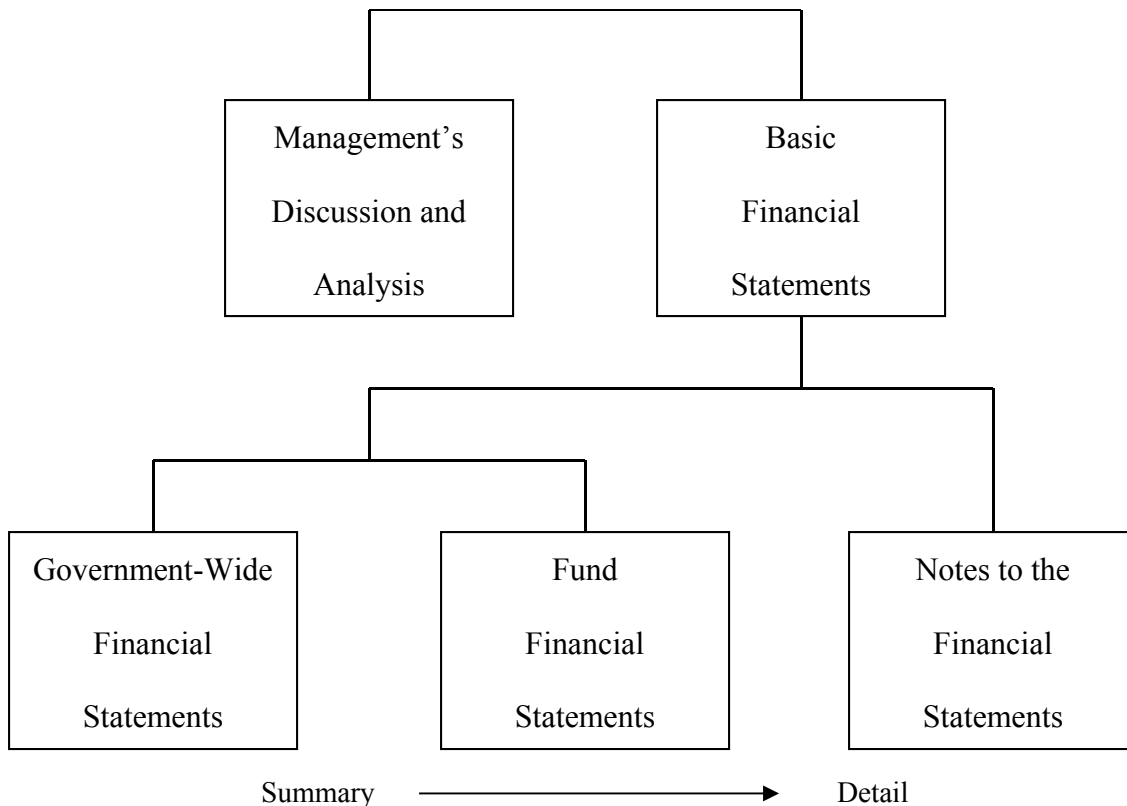 Management’s
Discussion and
Analysis
Basic
Financial
Statements
Government-Wide
Financial
Statements
Fund
Financial
Statements
Notes to the
Financial
Statements
Summary
Detail